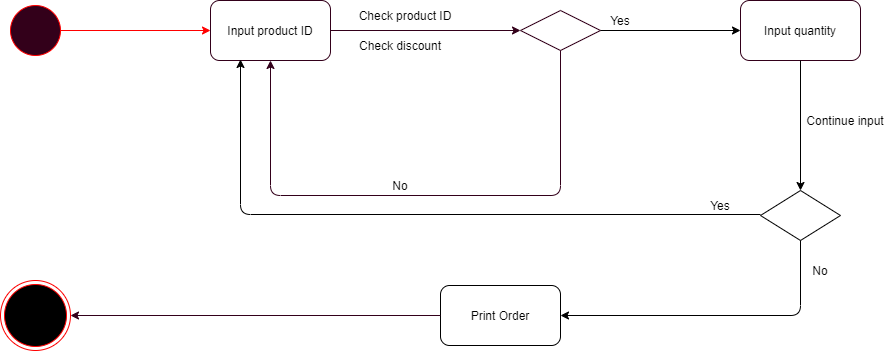 Input product ID
Check product ID
Check discount
Yes
Input quantity
Continue input
No
Yes
No
Print Order